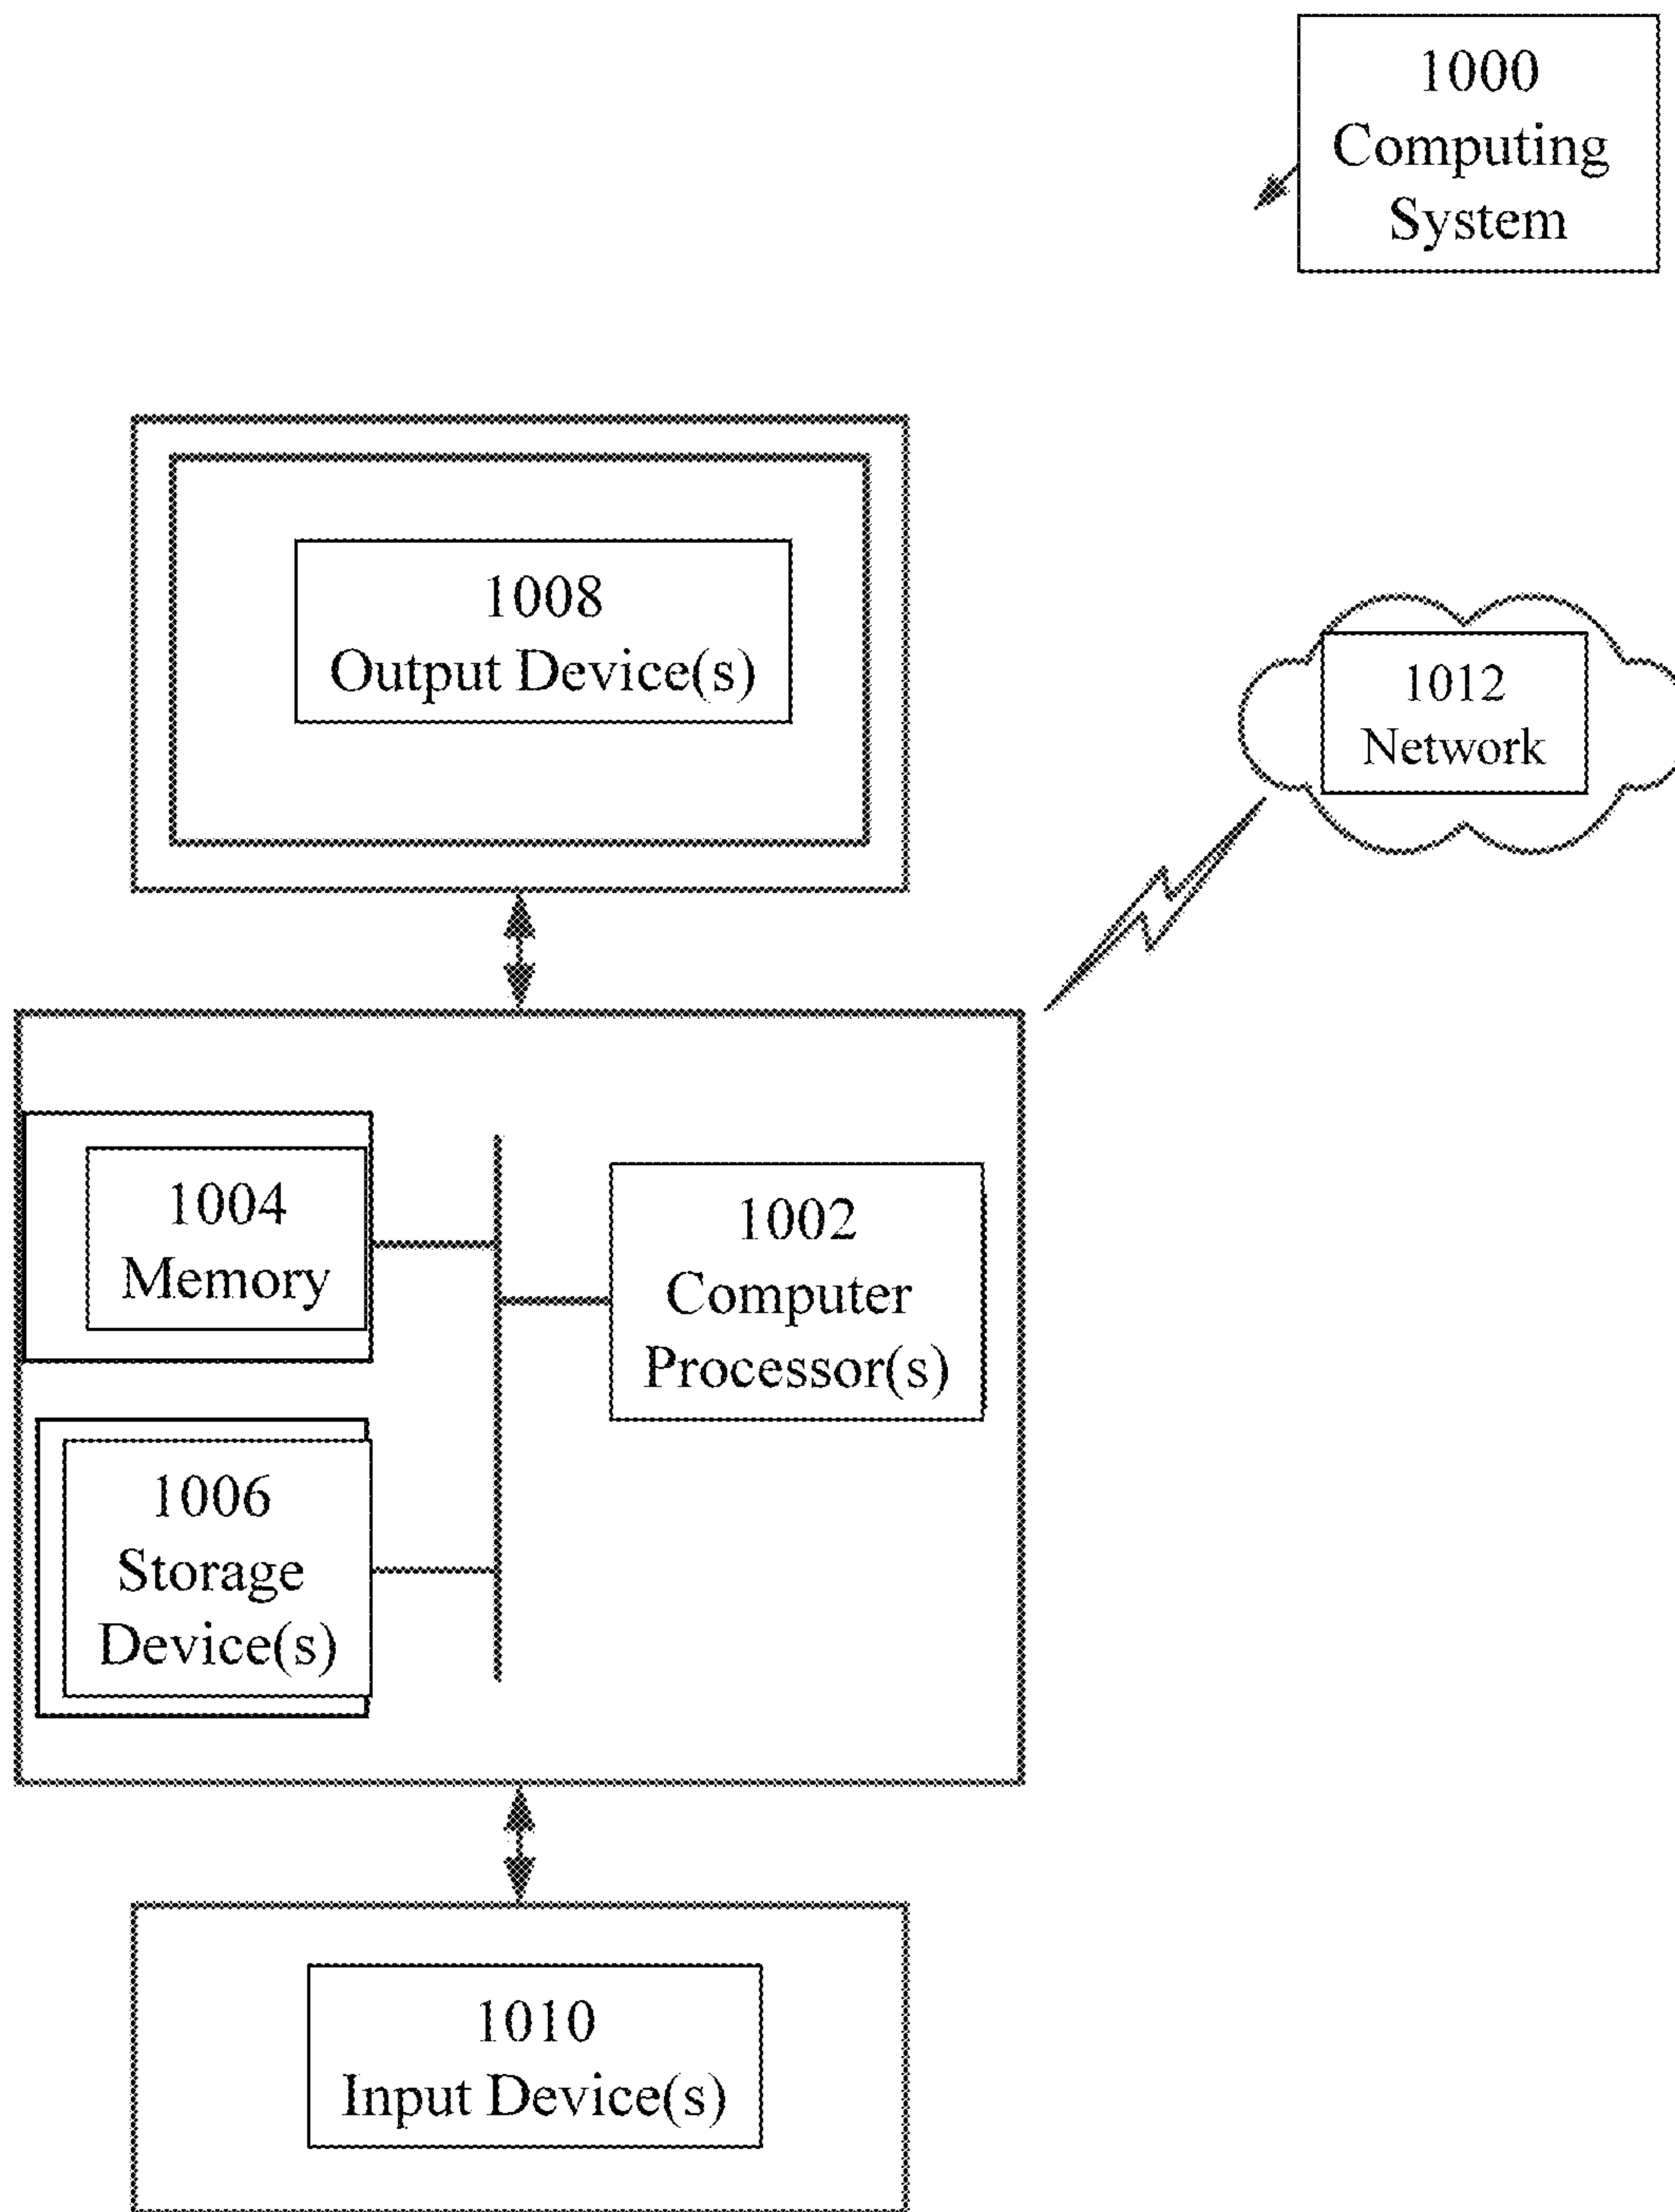 1000
Computing
System
1008
Output Device(s)
1012
Network
1004
Memory
1002
Computer
Processor(s)
1006
Storage
Device(s)
1010
Input Device(s)